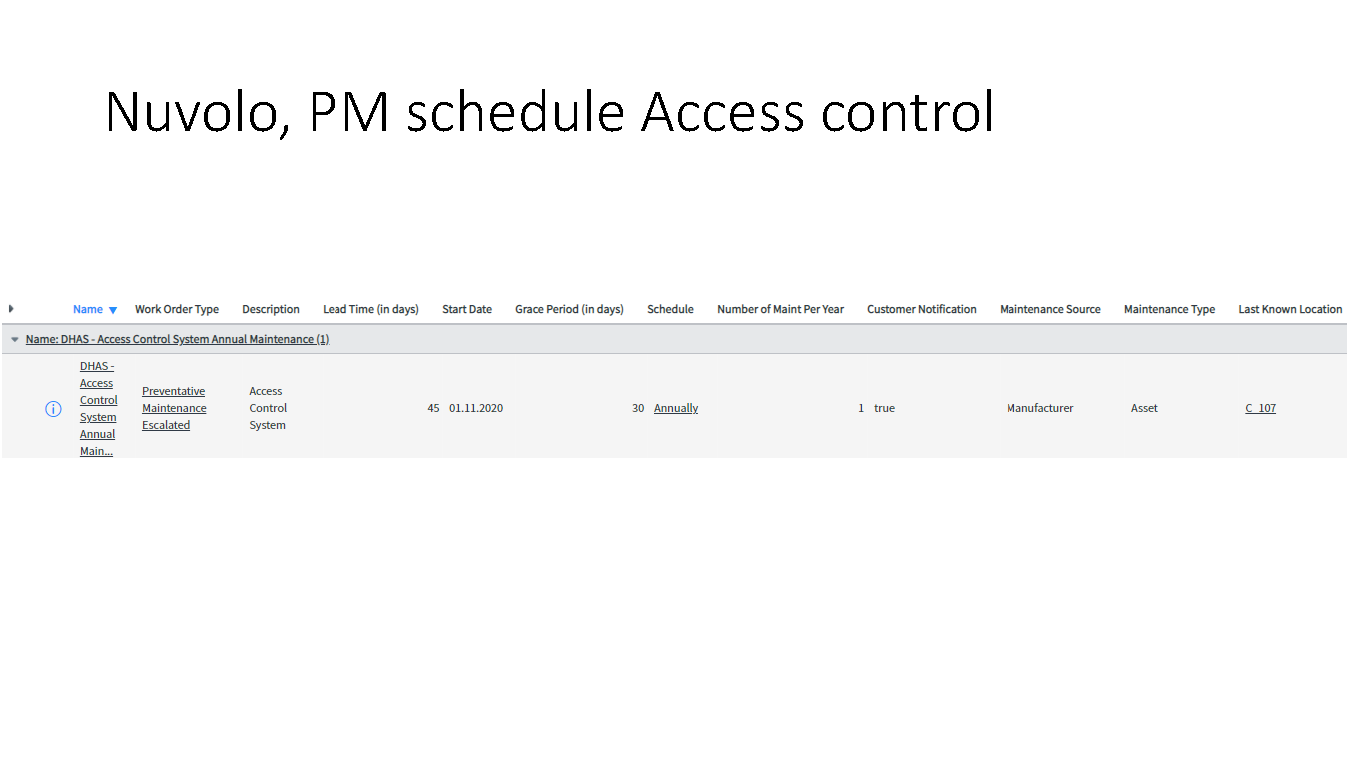 Nuvolo, PM schedule Access control
Name ▼ Work Order Type Description Lead Time (in days) Start Date Grace Period (in days) Schedule Number of Maint Per Year Customer Notification Maintenance Source Maintenance Type Last Known Location
Name: DHAS - Access Control System Annual Maintenance (1)
DHAS -
Access
Control
System
Annual
Main...
Preventative
Maintenance
Escalated
Access
Control
System
45 01.11.2020 30 Annually 1 true Manufacturer Asset C_107